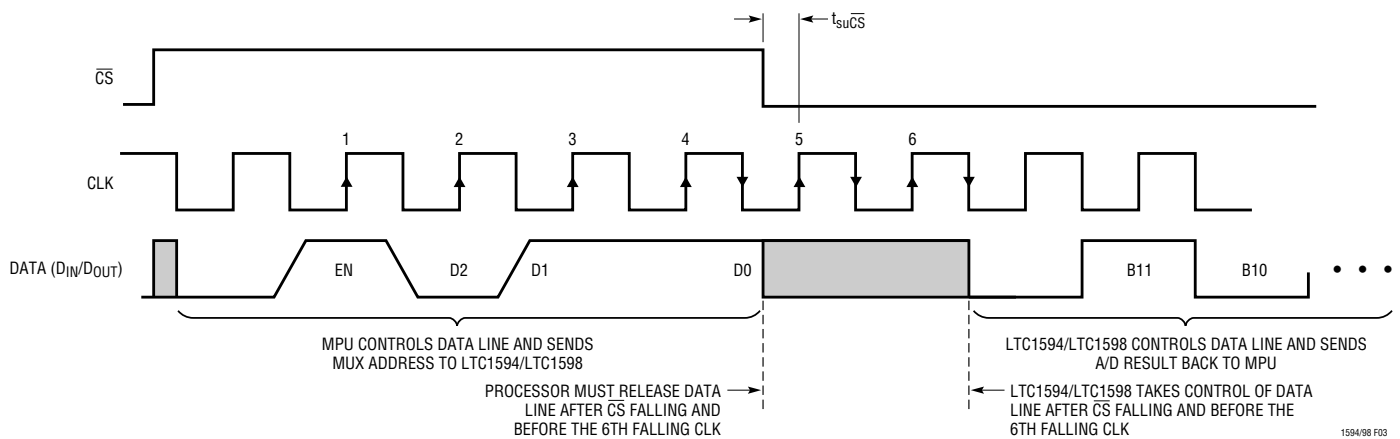 tsuCS
CS
1 2 3 4 5 6
CLK
DATA (DIN/DOUT)
EN D2 D1 D0 B11 B10 • • •
MPU CONTROLS DATA LINE AND SENDS
MUX ADDRESS TO LTC1594/LTC1598
LTC1594/LTC1598 CONTROLS DATA LINE AND SENDS
A/D RESULT BACK TO MPU
PROCESSOR MUST RELEASE DATA
LINE AFTER CS FALLING AND
BEFORE THE 6TH FALLING CLK
LTC1594/LTC1598 TAKES CONTROL OF DATA
LINE AFTER CS FALLING AND BEFORE THE
6TH FALLING CLK
1594/98 F03